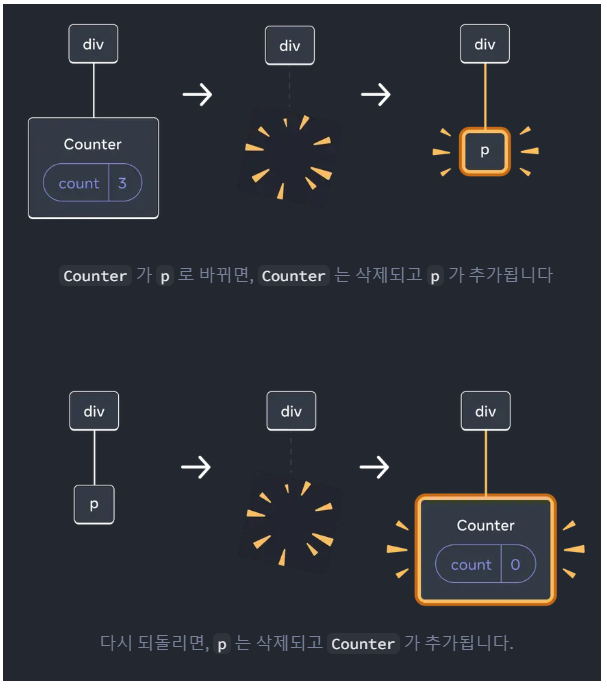 div
div
div
Counter
count 3
p
Counter 가 p 로 바뀌면, Counter 는 삭제되고 p 가 추가됩니다
div
div
div
p
Counter
count 0
다시 되돌리면, p 는 삭제되고 Counter 가 추가됩니다.